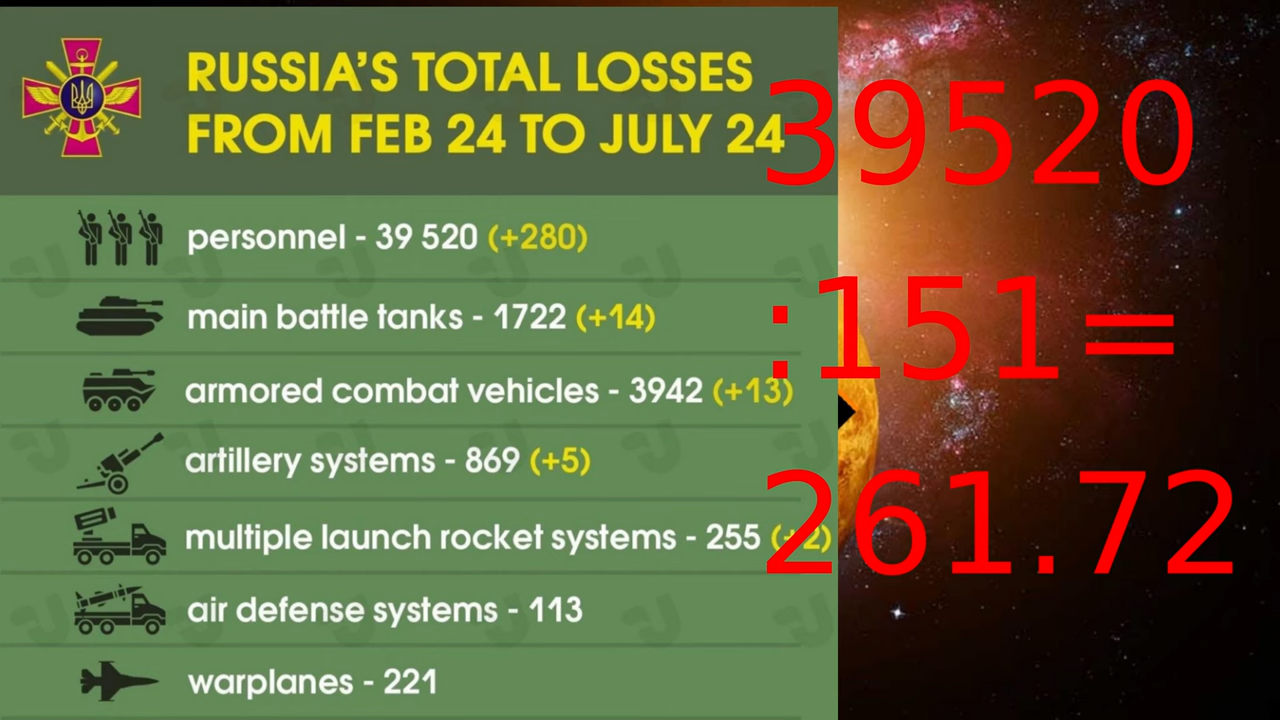 RUSSIA'S TOTAL LOSSES
FROM FEB 24 TO JULY 24
personnel - 39 520 (+280)
main battle tanks - 1722 (+14)
armored combat vehicles - 3942 (+13)
artillery systems - 869 (+5)
multiple launch rocket systems - 255 (+2)
air defense systems - 113
warplanes - 221
39520
:151=
261.72